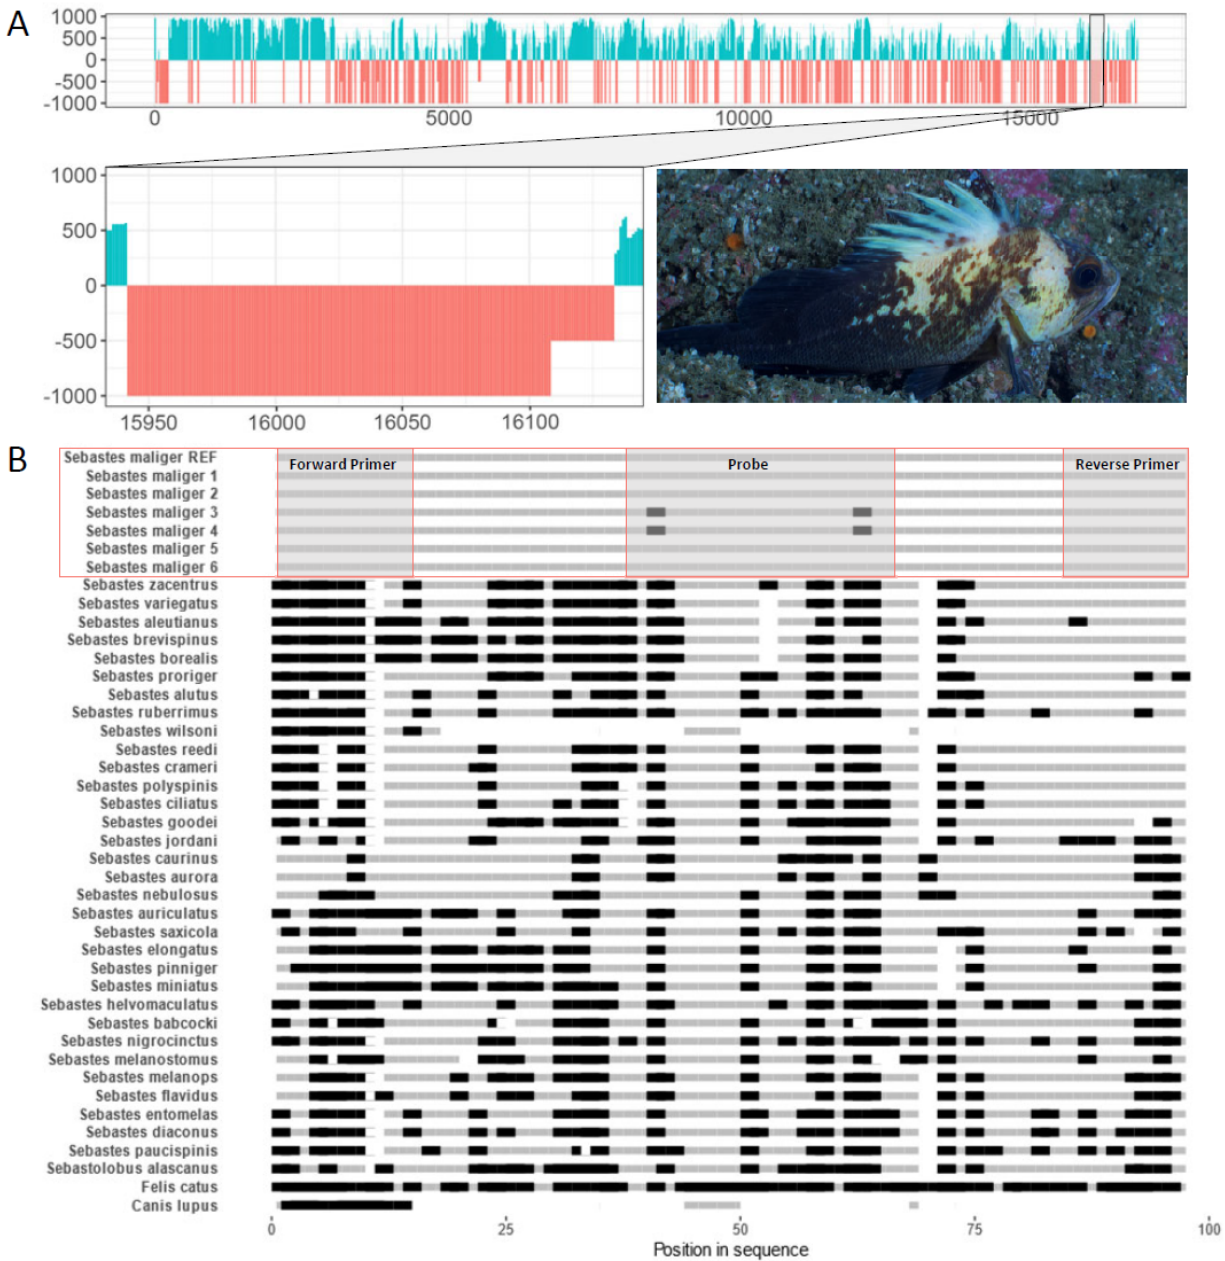 A
1000
500
0
-500
-1000
0 5000 10000 15000
1000
500
0
-500
-1000
15950 16000 16050 16100
B
Sebastes maliger REF
Forward Primer Probe Reverse Primer
Sebastes maliger 1
Sebastes maliger 2
Sebastes maliger 3
Sebastes maliger 4
Sebastes maliger 5
Sebastes maliger 6
Sebastes zacentrus
Sebastes variegatus
Sebastes aleutianus
Sebastes brevispinus
Sebastes borealis
Sebastes proriger
Sebastes alutus
Sebastes ruberrimus
Sebastes wilsoni
Sebastes reedi
Sebastes crameri
Sebastes polyspinis
Sebastes ciliatus
Sebastes goodei
Sebastes jordani
Sebastes caurinus
Sebastes aurora
Sebastes nebulosus
Sebastes auriculatus
Sebastes saxicola
Sebastes elongatus
Sebastes pinniger
Sebastes miniatus
Sebastes helvomaculatus
Sebastes babcocki
Sebastes nigrocinctus
Sebastes melanostomus
Sebastes melanops
Sebastes flavidus
Sebastes entomelas
Sebastes diaconus
Sebastes paucispinis
Sebastolobus alascanus
Felis catus
Canis lupus
0 25 50 75 100
Position in sequence